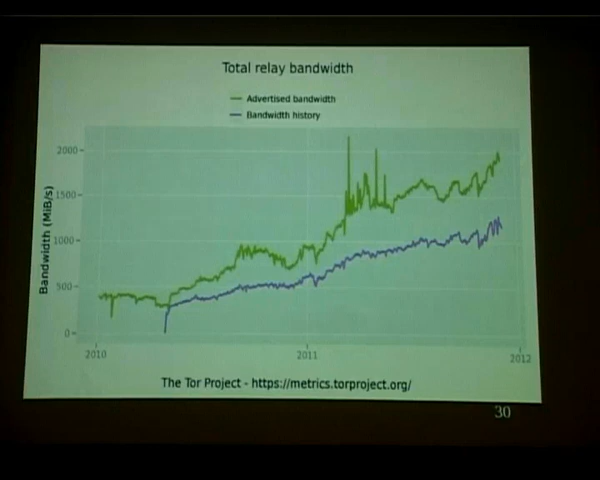 Total relay bandwidth
Advertised bandwidth
Bandwidth history
Bandwidth (MiB/s)
2000
1500
1000
500
0
2010
2011
2012
The Tor Project - https://metrics.torproject.org/
30